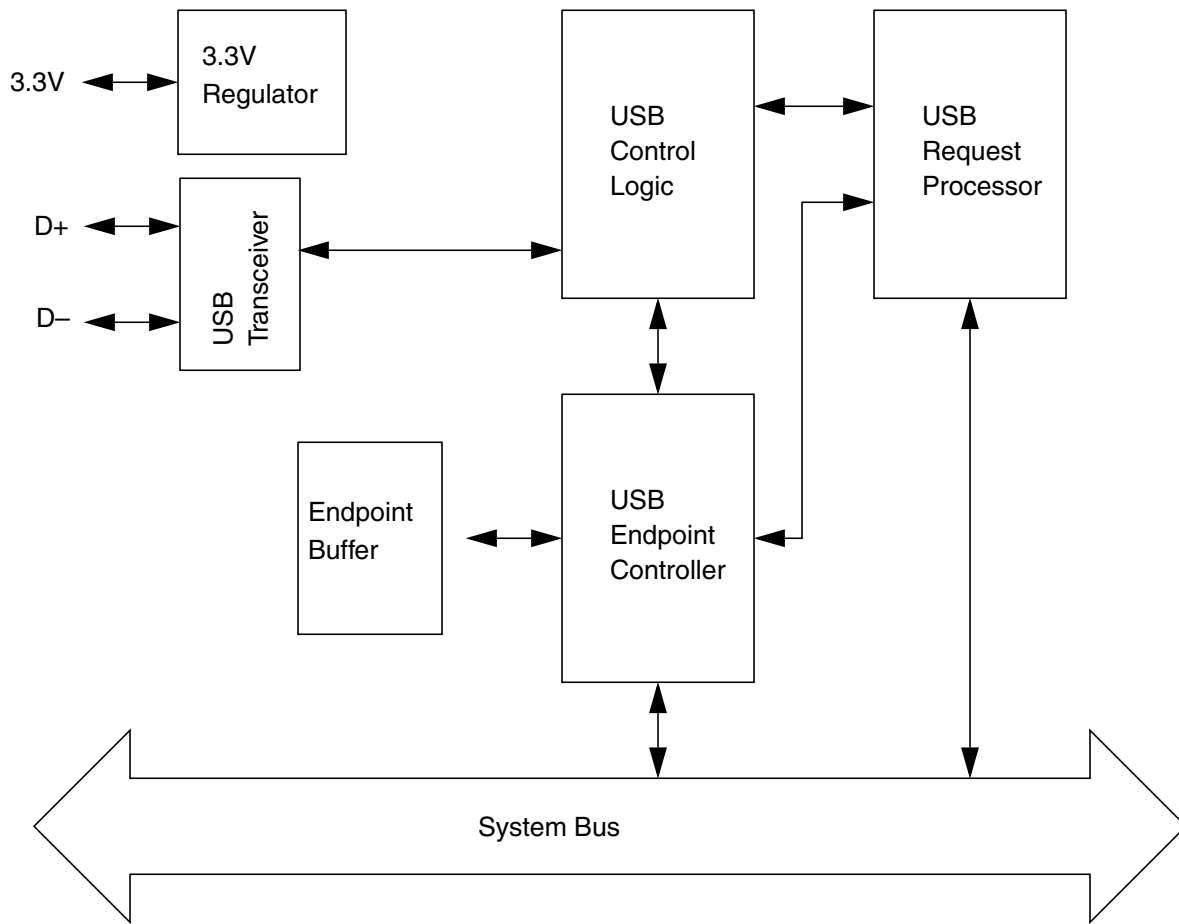 3.3V
3.3V
Regulator
D+
D–
USB
Transceiver
USB
Control
Logic
USB
Request
Processor
Endpoint
Buffer
USB
Endpoint
Controller
System Bus